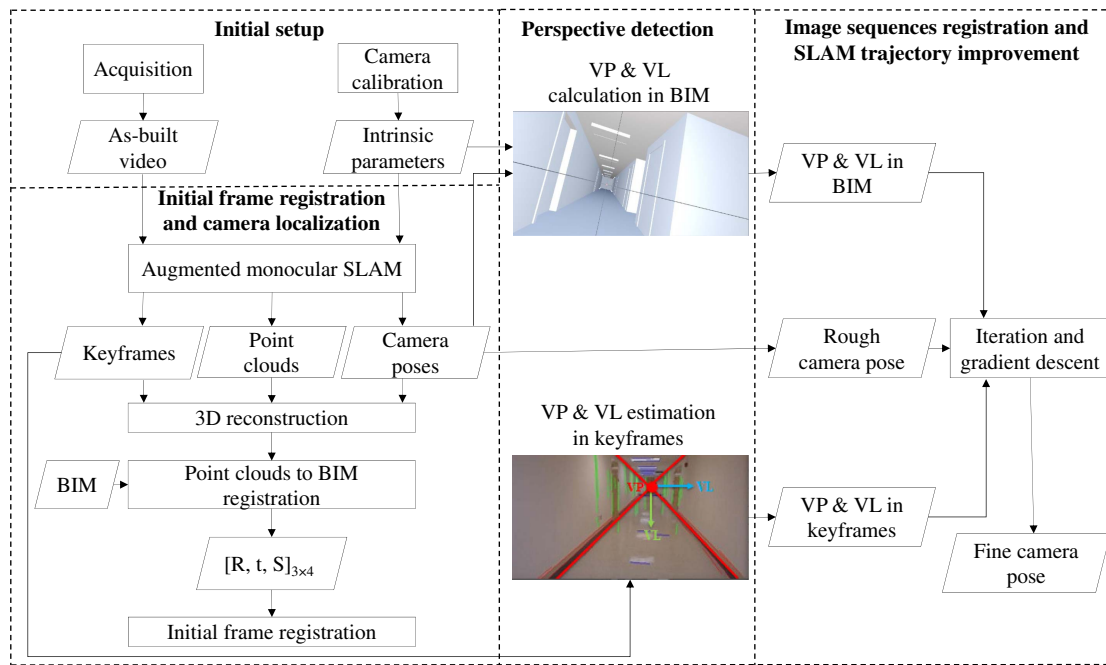 Initial setup
Acquisition
Camera
calibration
As-built
video
Intrinsic
parameters
Initial frame registration
and camera localization
Augmented monocular SLAM
Keyframes
Point
clouds
Camera
poses
3D reconstruction
BIM
Point clouds to BIM
registration
[R, t, S]3×4
Initial frame registration
Perspective detection
VP & VL
calculation in BIM
VP & VL estimation
in keyframes
VP
VL
VL
Image sequences registration and
SLAM trajectory improvement
VP & VL in
BIM
Rough
camera pose
Iteration and
gradient descent
VP & VL in
keyframes
Fine camera
pose